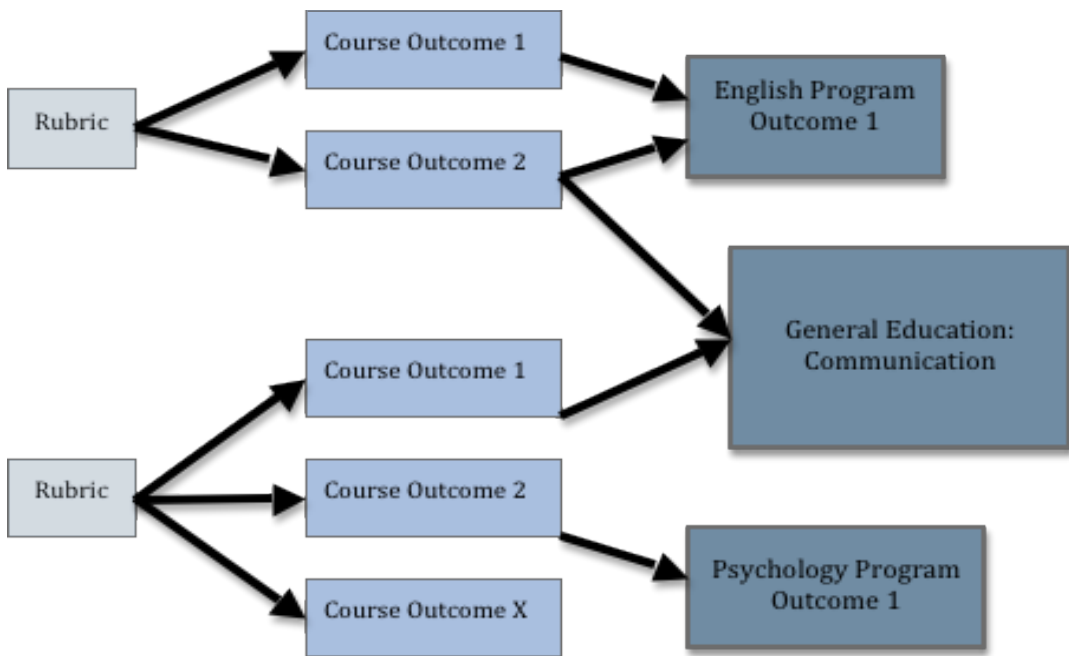 Course Outcome 1
English Program
Outcome 1
Rubric
Course Outcome 2
General Education:
Communication
Course Outcome 1
Rubric
Course Outcome 2
Psychology Program
Outcome 1
Course Outcome X